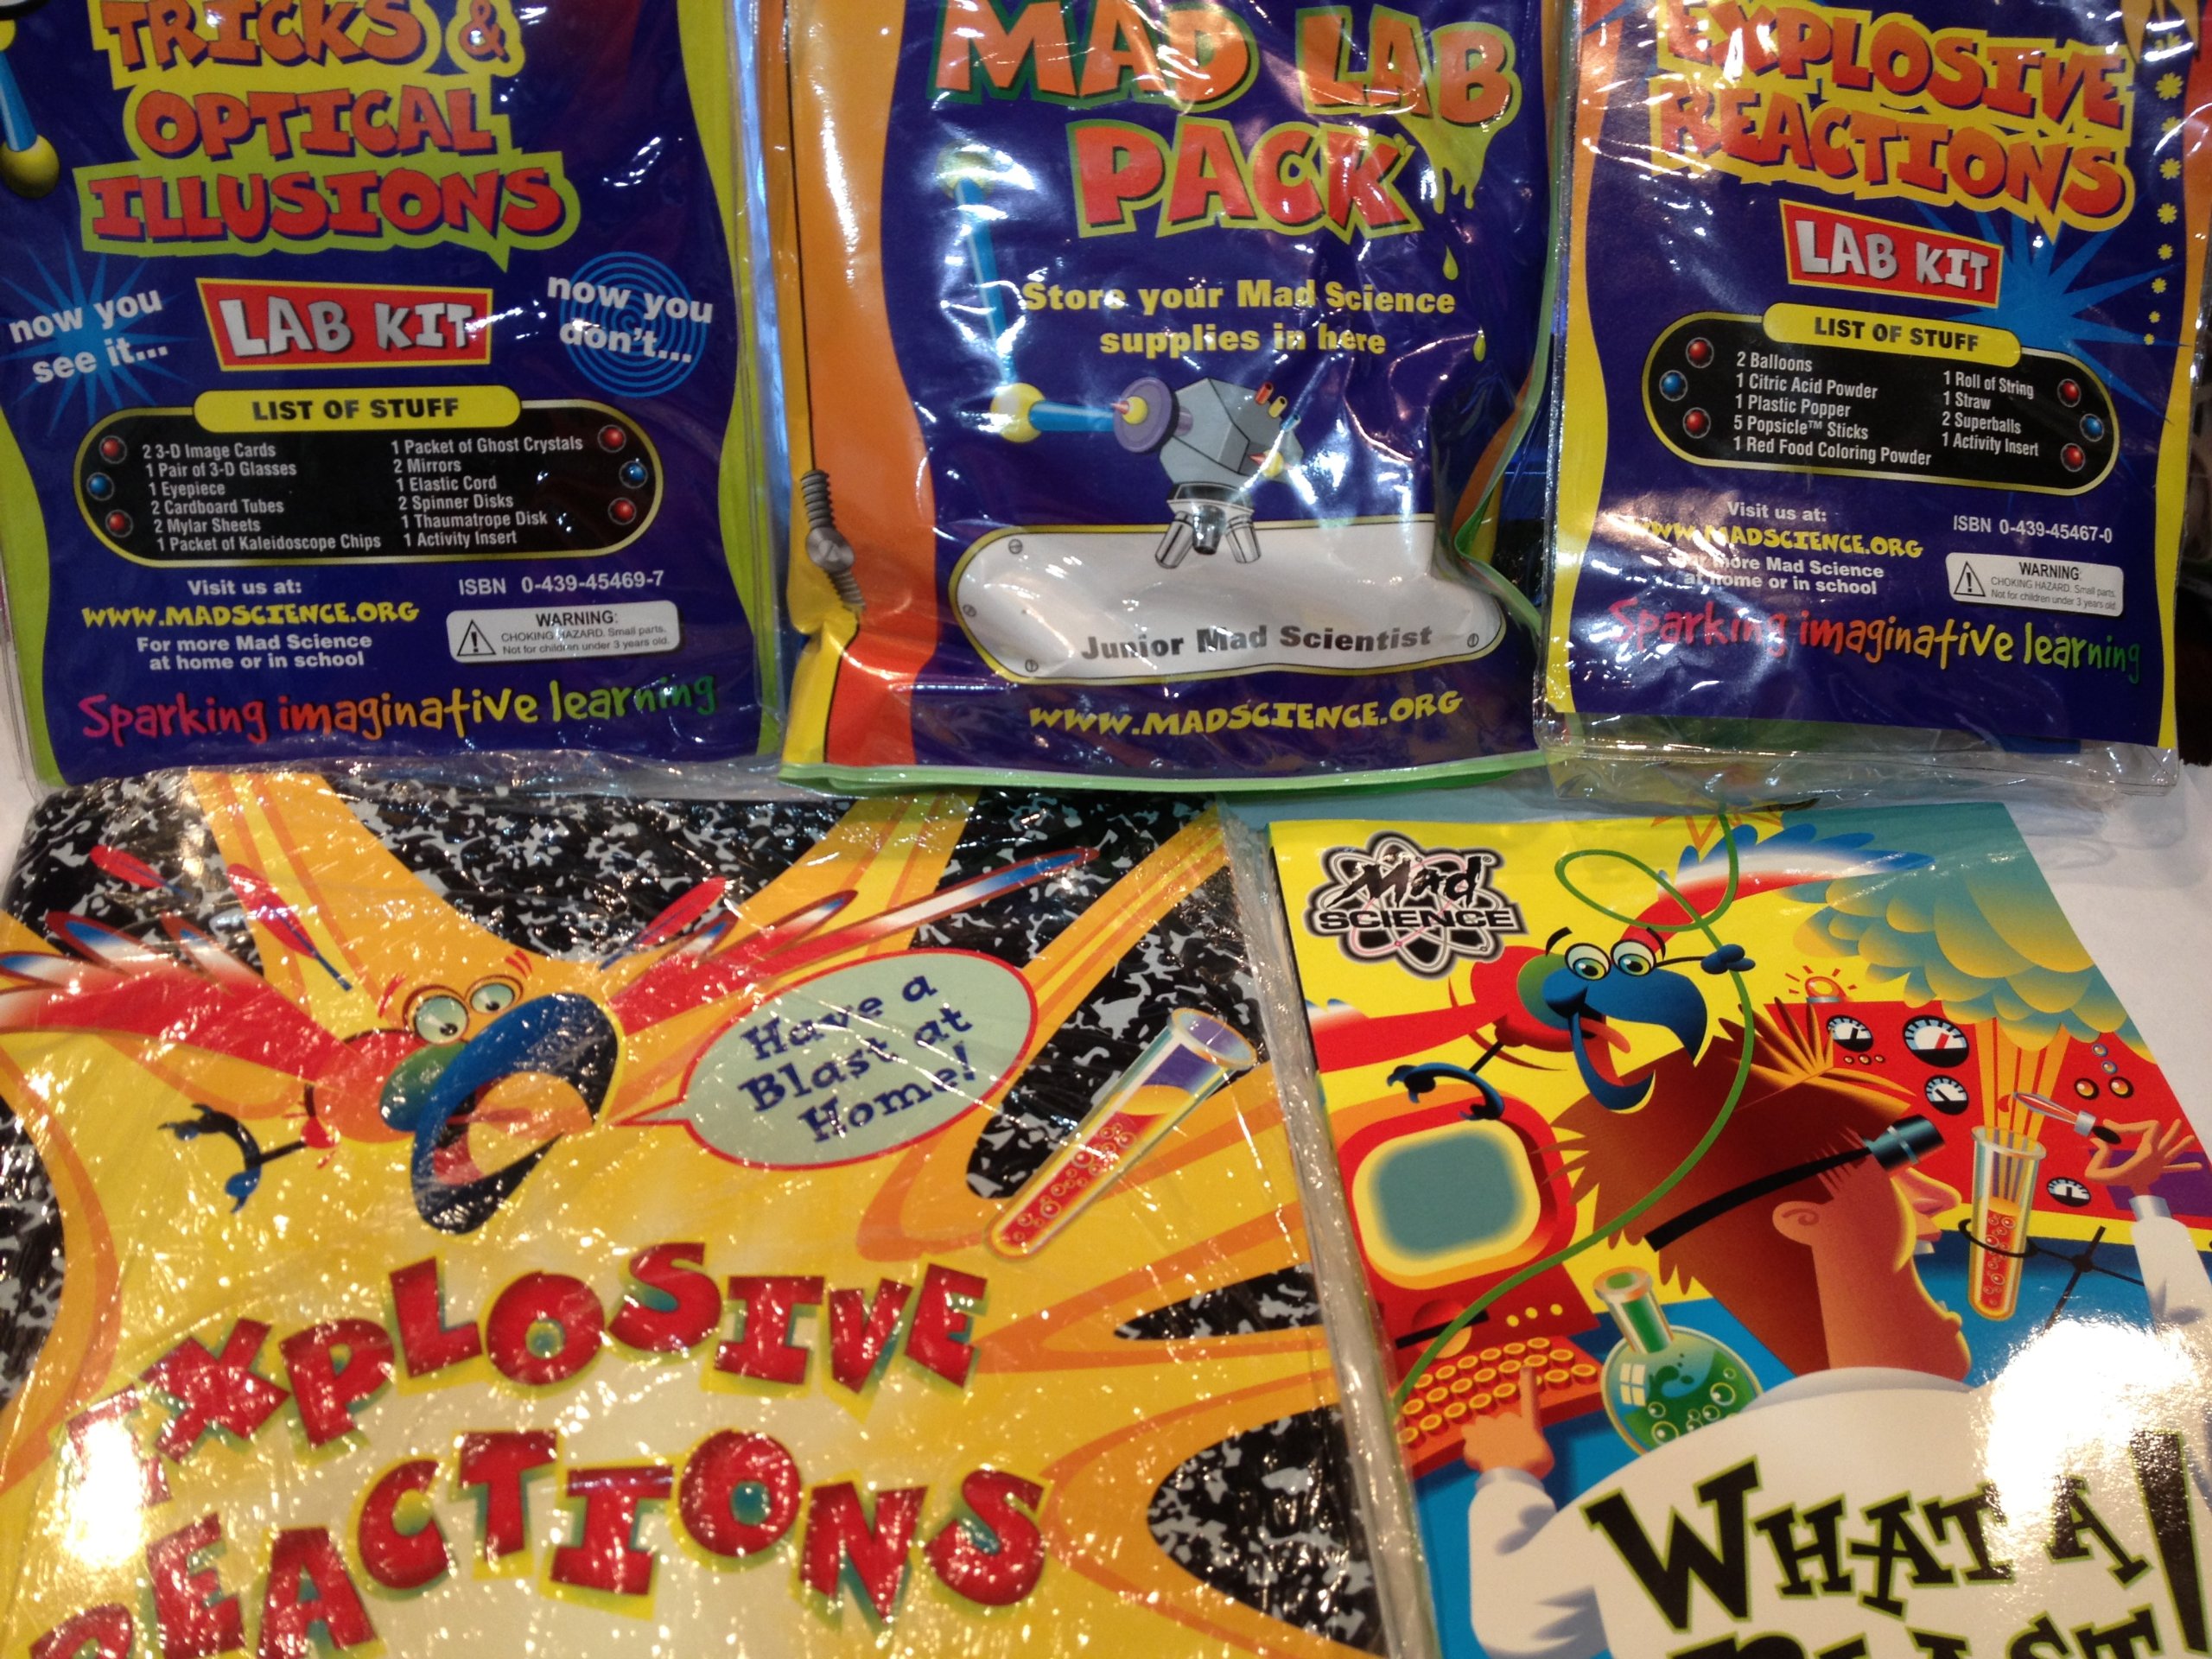 TRICKS &
OPTICAL
ILLUSIONS
now you
see it...
LAB KIT
now you
don't...
LIST OF STUFF
2 3-D Image Cards
1 Pair of 3-D Glasses
1 Eyepiece
2 Cardboard Tubes
2 Mylar Sheets
1 Packet of Kaleidoscope Chips
1 Packet of Ghost Crystals
2 Mirrors
1 Elastic Cord
2 Spinner Disks
1 Thaumatrope Disk
1 Activity Insert
Visit us at:
WWW.MADSCIENCE.ORG
For more Mad Science
at home or in school
ISBN 0-439-45469-7
WARNING:
CHOKING HAZARD. Small parts.
Not for children under 3 years old.
Sparking imaginative learning
MAD LAB
PACK
Store your Mad Science
supplies in here
Junior Mad Scientist
WWW.MADSCIENCE.ORG
EXPLOSIVE
REACTIONS
LAB KIT
LIST OF STUFF
2 Balloons
1 Citric Acid Powder
1 Plastic Popper
5 Popsicle™ Sticks
1 Red Food Coloring Powder
1 Roll of String
1 Straw
2 Superballs
1 Activity Insert
Visit us at:
WWW.MADSCIENCE.ORG
For more Mad Science
at home or in school
ISBN 0-439-45467-0
WARNING:
CHOKING HAZARD. Small parts.
Not for children under 3 years old.
Sparking imaginative learning
Have a
Blast at
Home!
EXPLOSIVE
REACTIONS
Mad
SCIENCE
WHAT A
BLAST!